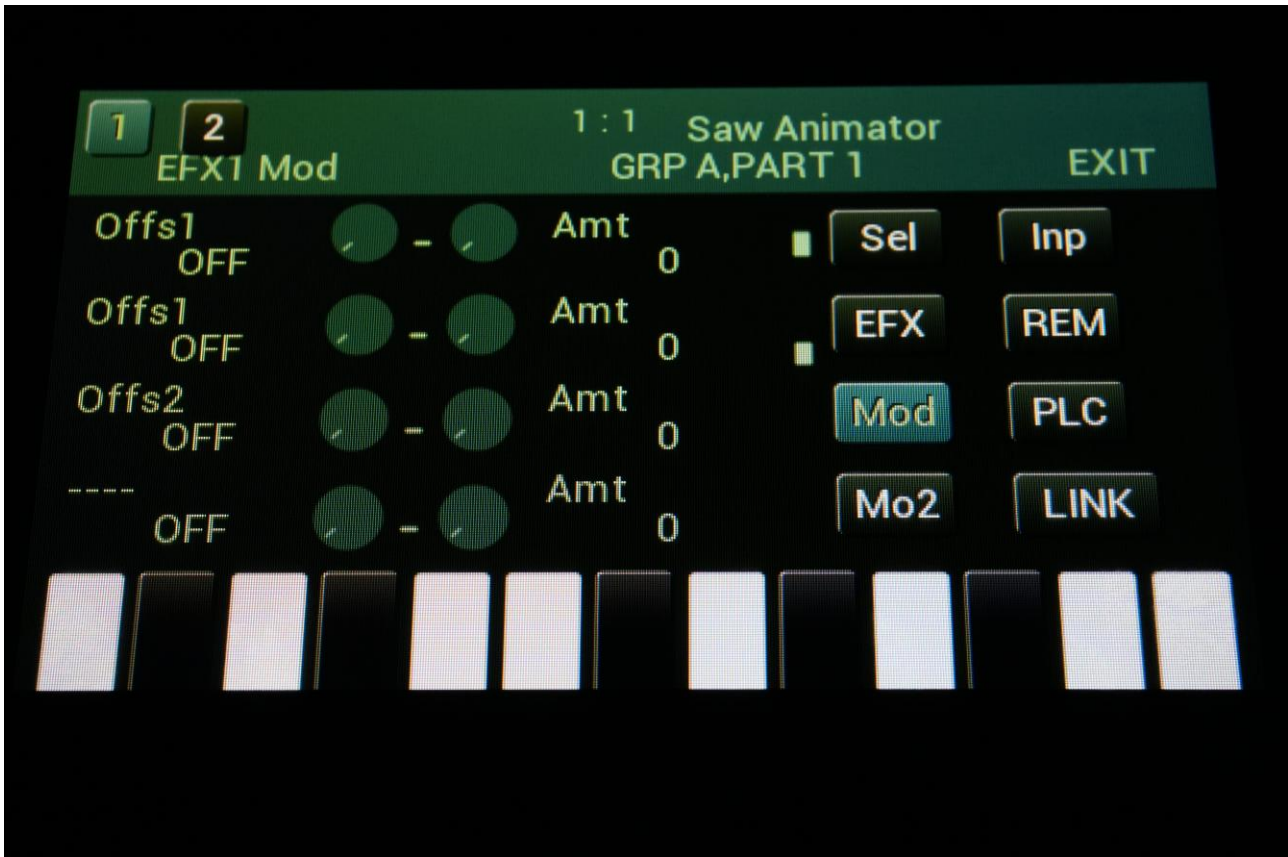 1 2 1 : 1 Saw Animator
EFX1 Mod GRP A,PART 1 EXIT
Offs1 Amt Sel Inp
OFF - 0
Offs1 Amt EFX REM
OFF - 0
Offs2 Amt Mod PLC
OFF - 0
---- Amt Mo2 LINK
OFF - 0